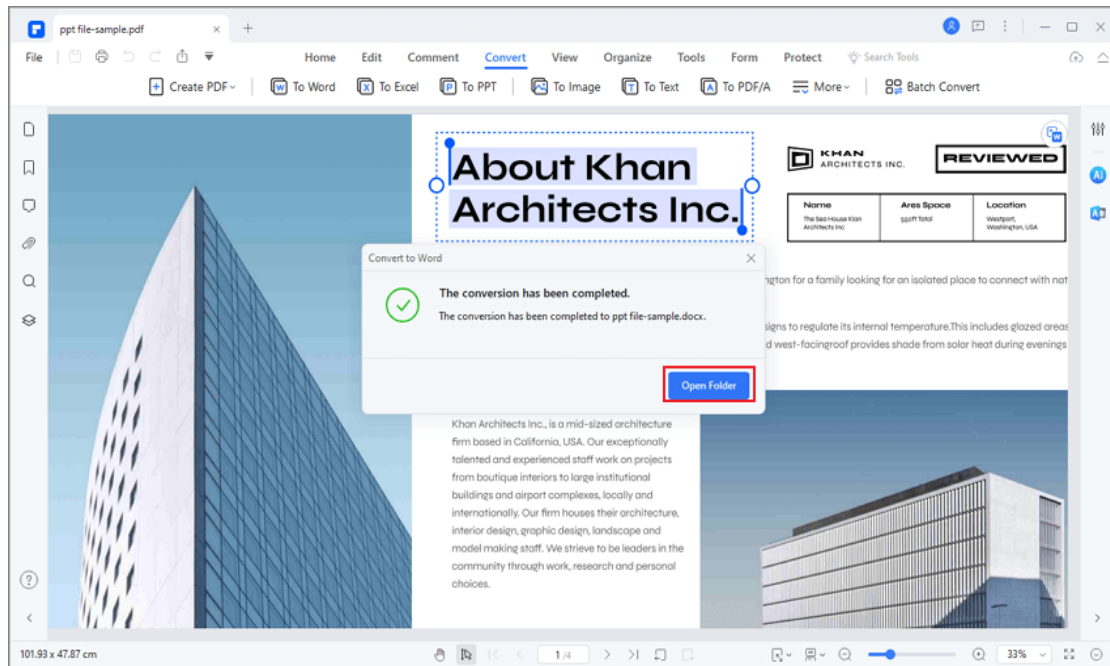 ppt file-sample.pdf
File
Home Edit Comment Convert View Organize Tools Form Protect Search Tools
Create PDF To Word To Excel To PPT To Image To Text To PDF/A More Batch Convert
About Khan
Architects Inc.
KHAN
ARCHITECTS INC.
REVIEWED
Name Ares Spaoe Location
The Sea House Klan
Architects Inc
550ft Total
Westport,
Washington, USA
ngton for a family looking for an isolated place to connect with nat
signs to regulate its internal temperature.This includes glazed areas
d west-facingroof provides shade from solar heat during evenings
Convert to Word
The conversion has been completed.
The conversion has been completed to ppt file-sample.docx.
Open Folder
Khan Architects Inc., is a mid-sized architecture
firm based in California, USA. Our exceptionally
talented and experienced staff work on projects
from boutique interiors to large institutional
buildings and airport complexes, locally and
internationally. Our firm houses their architecture,
interior design, graphic design, landscape and
model making staff. We strieve to be leaders in the
community through work, research and personal
choices.
AI
101.93 x 47.87 cm
1 /4
33%